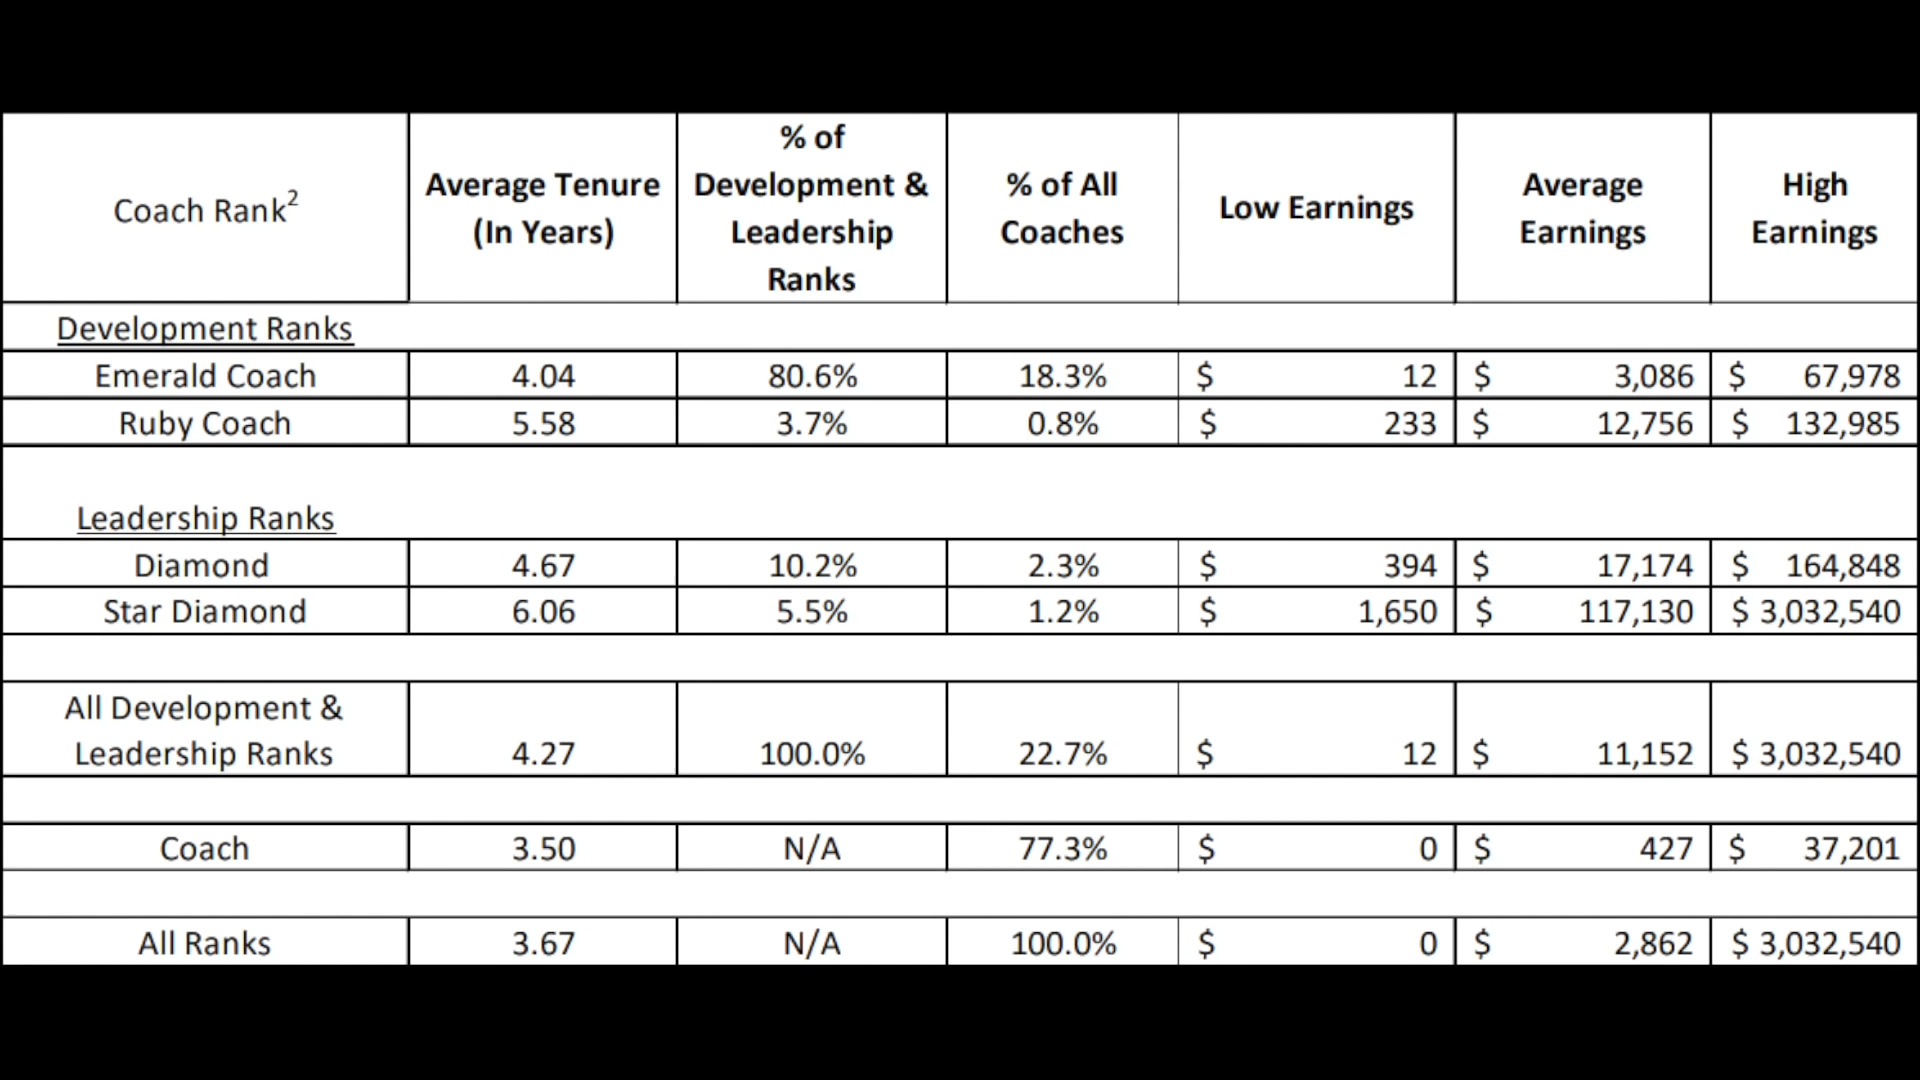 Coach Rank2 Average Tenure (In Years) % of Development & Leadership Ranks % of All Coaches Low Earnings Average Earnings High Earnings
Development Ranks
Emerald Coach 4.04 80.6% 18.3% $ 12 $ 3,086 $ 67,978
Ruby Coach 5.58 3.7% 0.8% $ 233 $ 12,756 $ 132,985
Leadership Ranks
Diamond 4.67 10.2% 2.3% $ 394 $ 17,174 $ 164,848
Star Diamond 6.06 5.5% 1.2% $ 1,650 $ 117,130 $ 3,032,540
All Development & Leadership Ranks 4.27 100.0% 22.7% $ 12 $ 11,152 $ 3,032,540
Coach 3.50 N/A 77.3% $ 0 $ 427 $ 37,201
All Ranks 3.67 N/A 100.0% $ 0 $ 2,862 $ 3,032,540